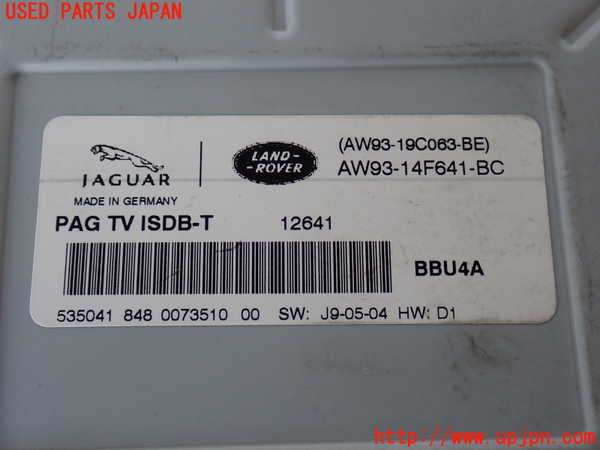 USED PARTS JAPAN
JAGUAR
MADE IN GERMANY
LAND-
-ROVER
(AW93-19C063-BE)
AW93-14F641-BC
PAG TV ISDB-T 12641
BBU4A
535041 848 0073510 00 SW: J9-05-04 HW: D1
http://www.upjpn.com/